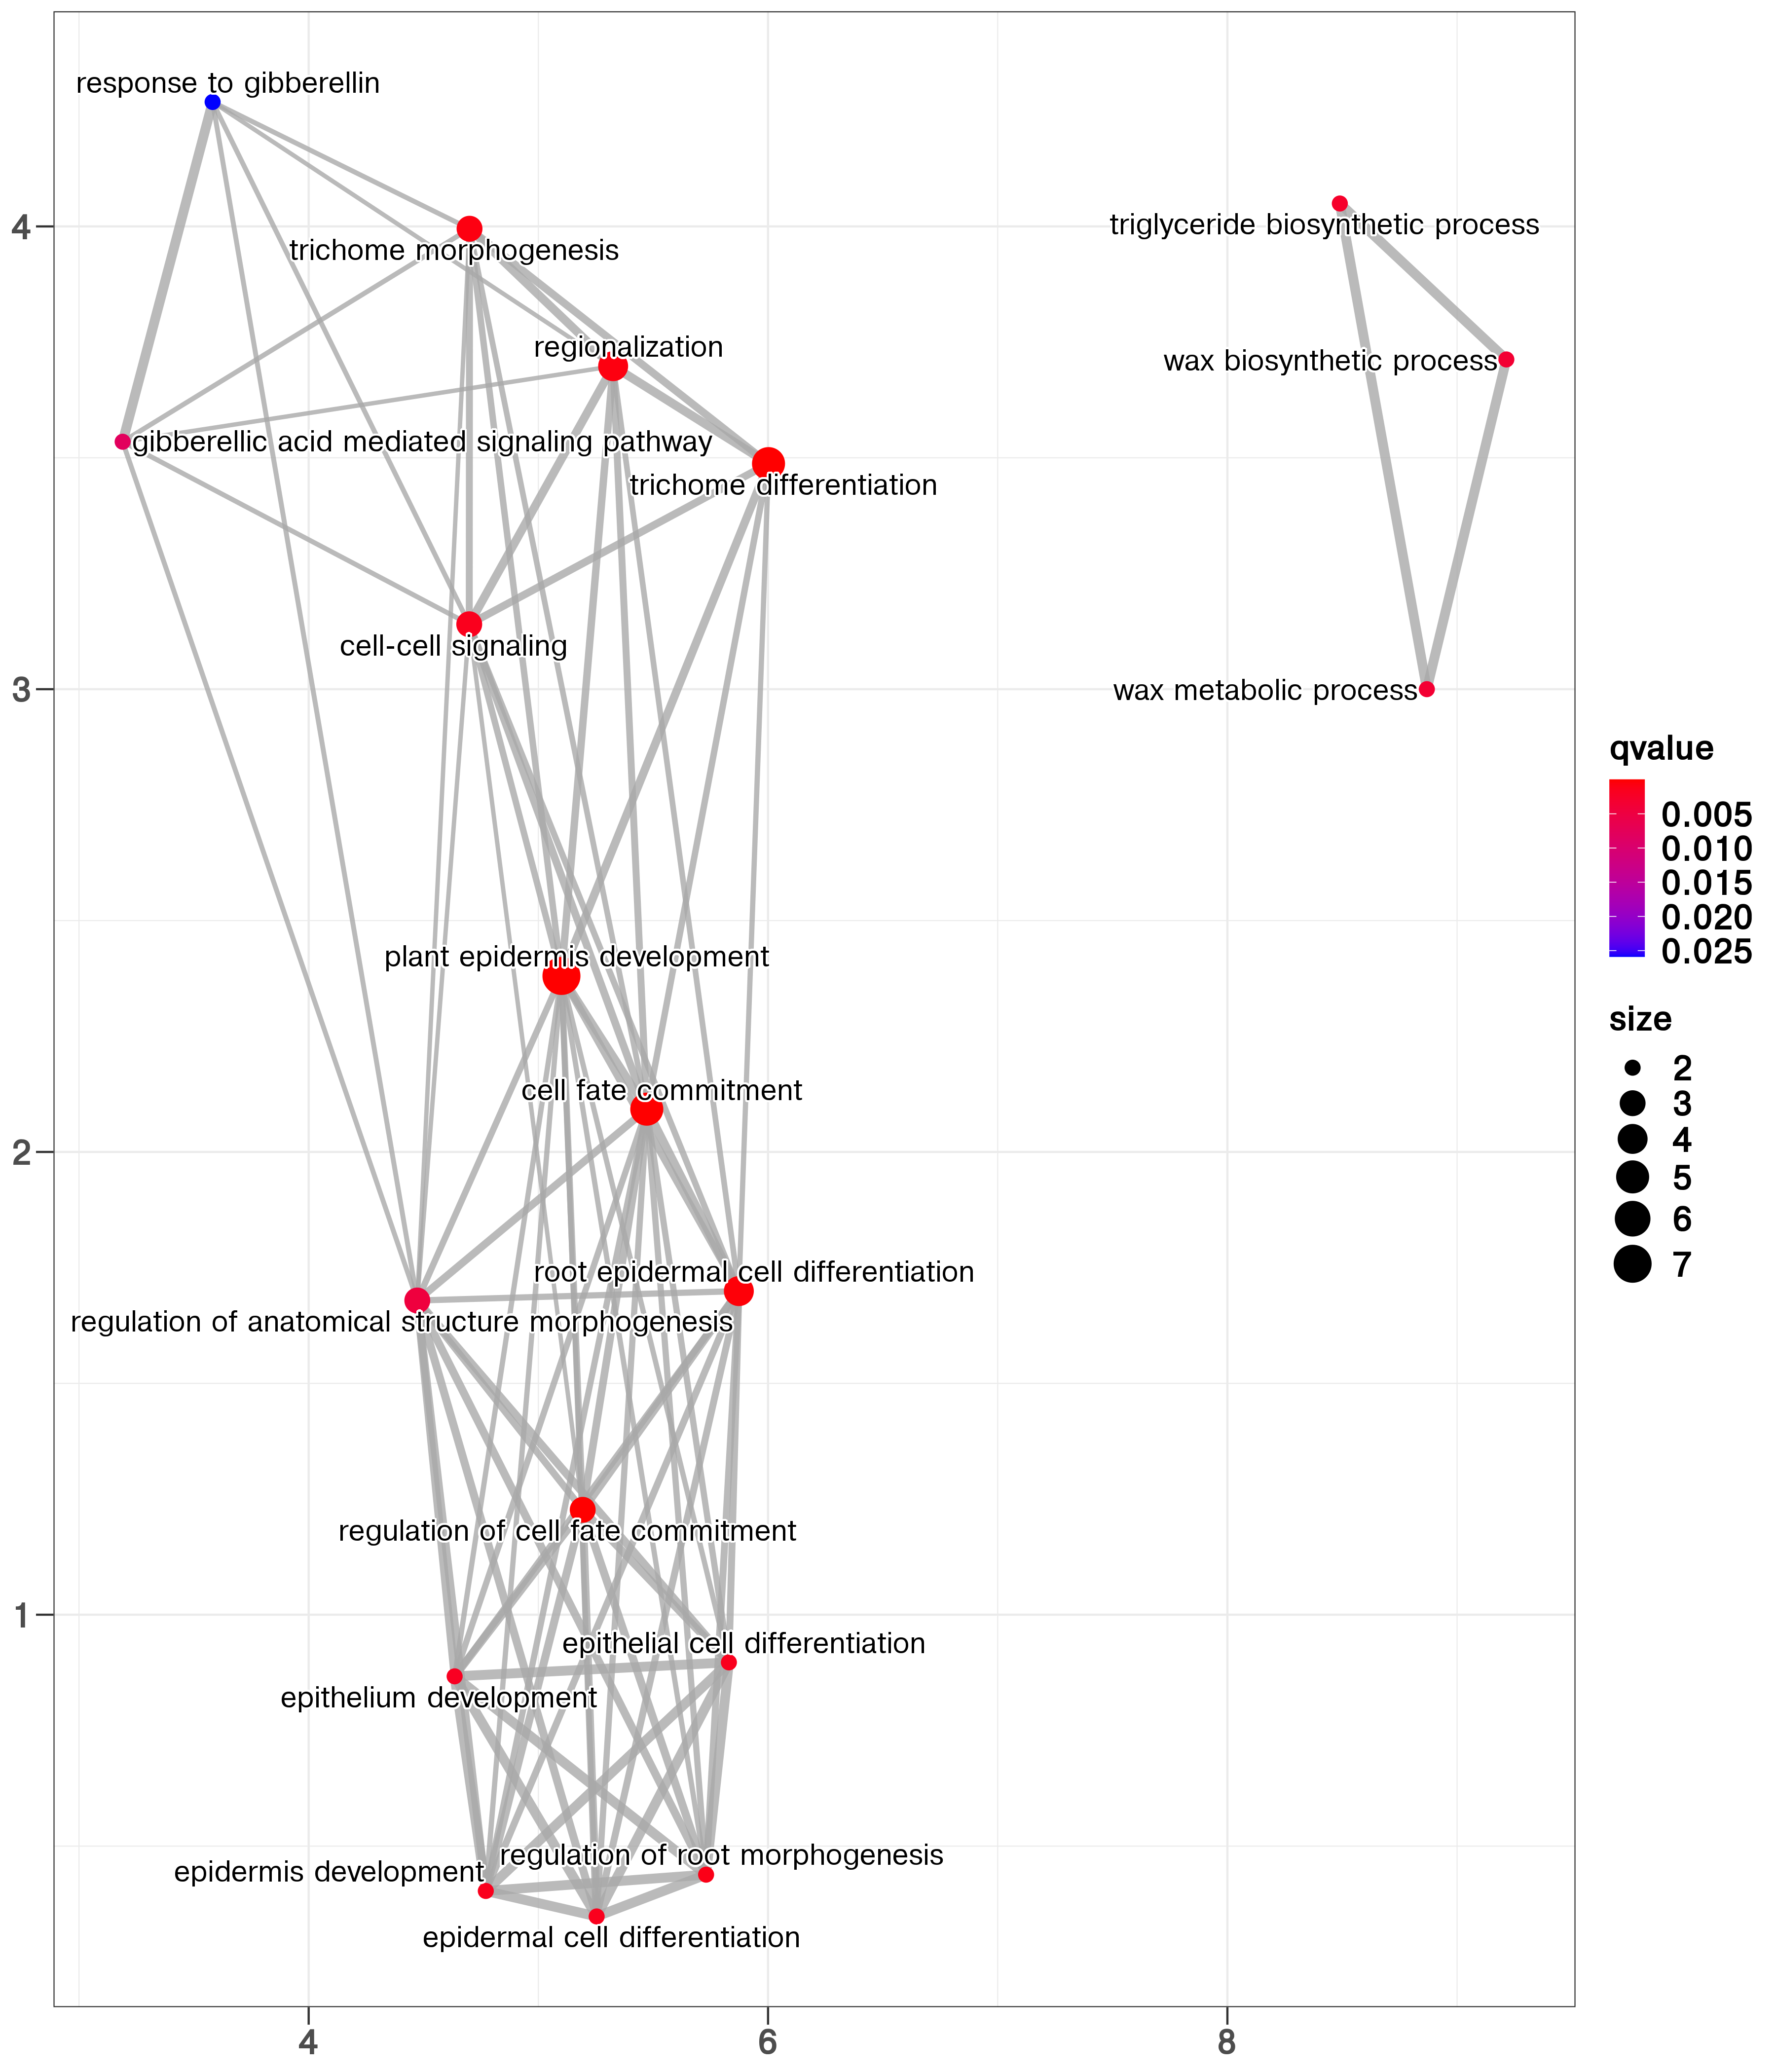 response to gibberellin
4
triglyceride biosynthetic process
trichome morphogenesis
regionalization
wax biosynthetic process
gibberellic acid mediated signaling pathway
trichome differentiation
cell-cell signaling
3
wax metabolic process
qvalue
0.005
0.010
0.015
0.020
0.025
plant epidermis development
size
2
3
4
5
6
7
cell fate commitment
2
root epidermal cell differentiation
regulation of anatomical structure morphogenesis
regulation of cell fate commitment
1
epithelial cell differentiation
epithelium development
regulation of root morphogenesis
epidermis development
epidermal cell differentiation
4
6
8